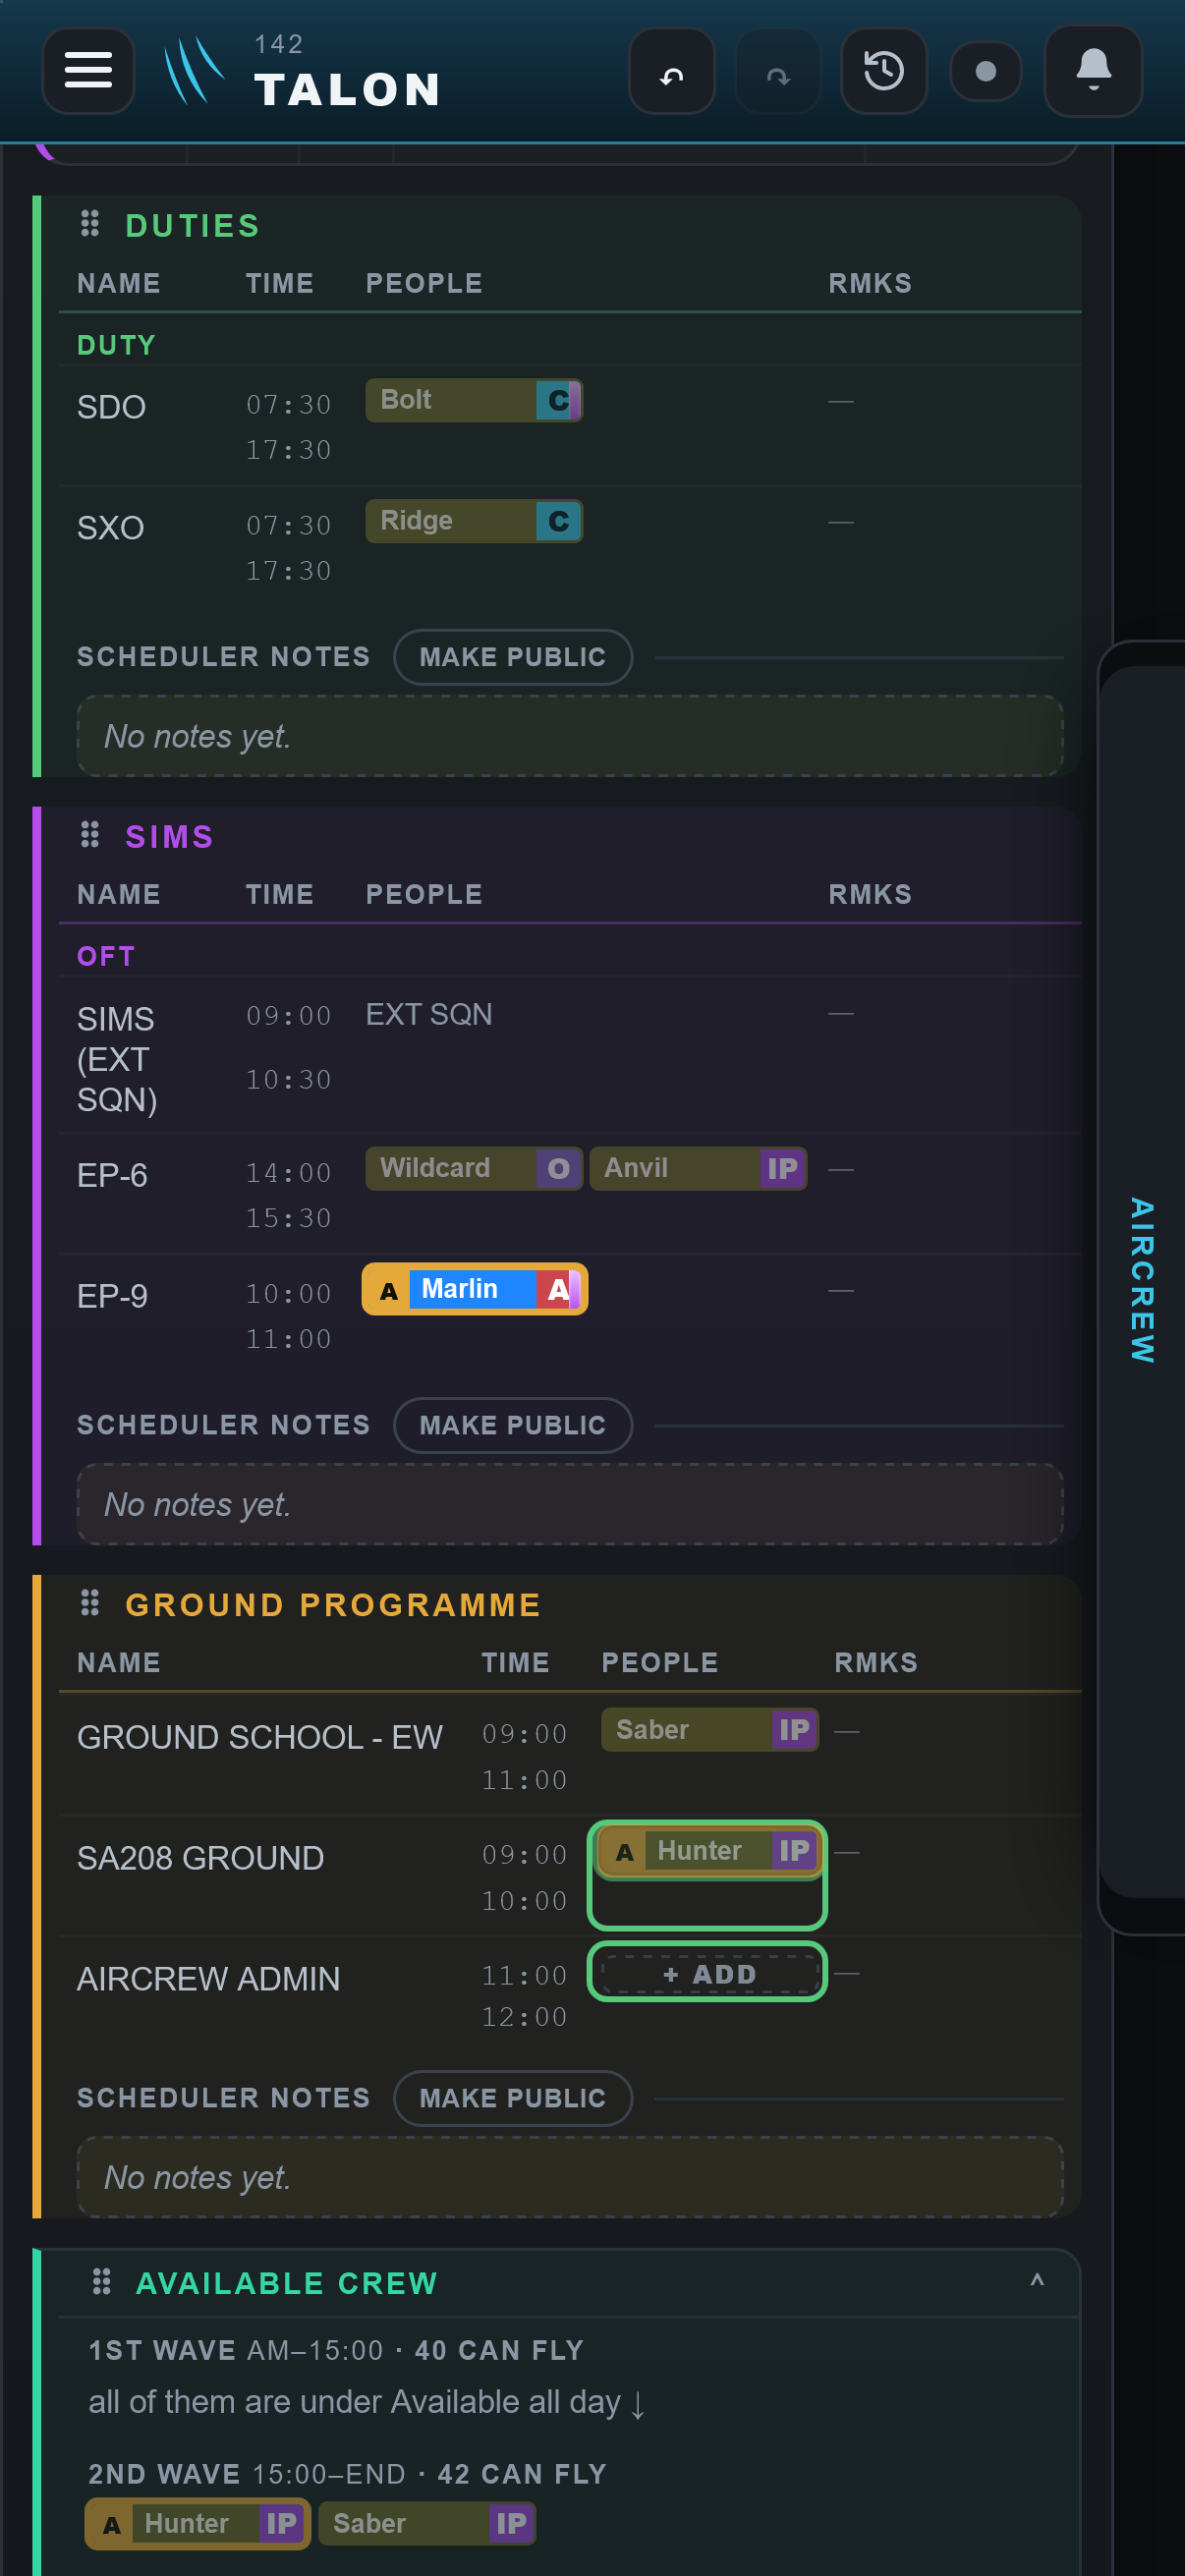 142
TALON
DUTIES
NAME TIME PEOPLE RMKS
DUTY
SDO 07:30 Bolt C —
17:30
SXO 07:30 Ridge C —
17:30
SCHEDULER NOTES MAKE PUBLIC
No notes yet.
SIMS
NAME TIME PEOPLE RMKS
OFT
SIMS 09:00 EXT SQN —
(EXT
10:30
SQN)
EP-6 14:00 Wildcard O Anvil IP —
15:30
EP-9 10:00 A Marlin A —
11:00
SCHEDULER NOTES MAKE PUBLIC
No notes yet.
AIRCREW
GROUND PROGRAMME
NAME TIME PEOPLE RMKS
GROUND SCHOOL - EW 09:00 Saber IP —
11:00
SA208 GROUND 09:00 A Hunter IP —
10:00
AIRCREW ADMIN 11:00 + ADD —
12:00
SCHEDULER NOTES MAKE PUBLIC
No notes yet.
AVAILABLE CREW ^
1ST WAVE AM–15:00 · 40 CAN FLY
all of them are under Available all day ↓
2ND WAVE 15:00–END · 42 CAN FLY
A Hunter IP Saber IP